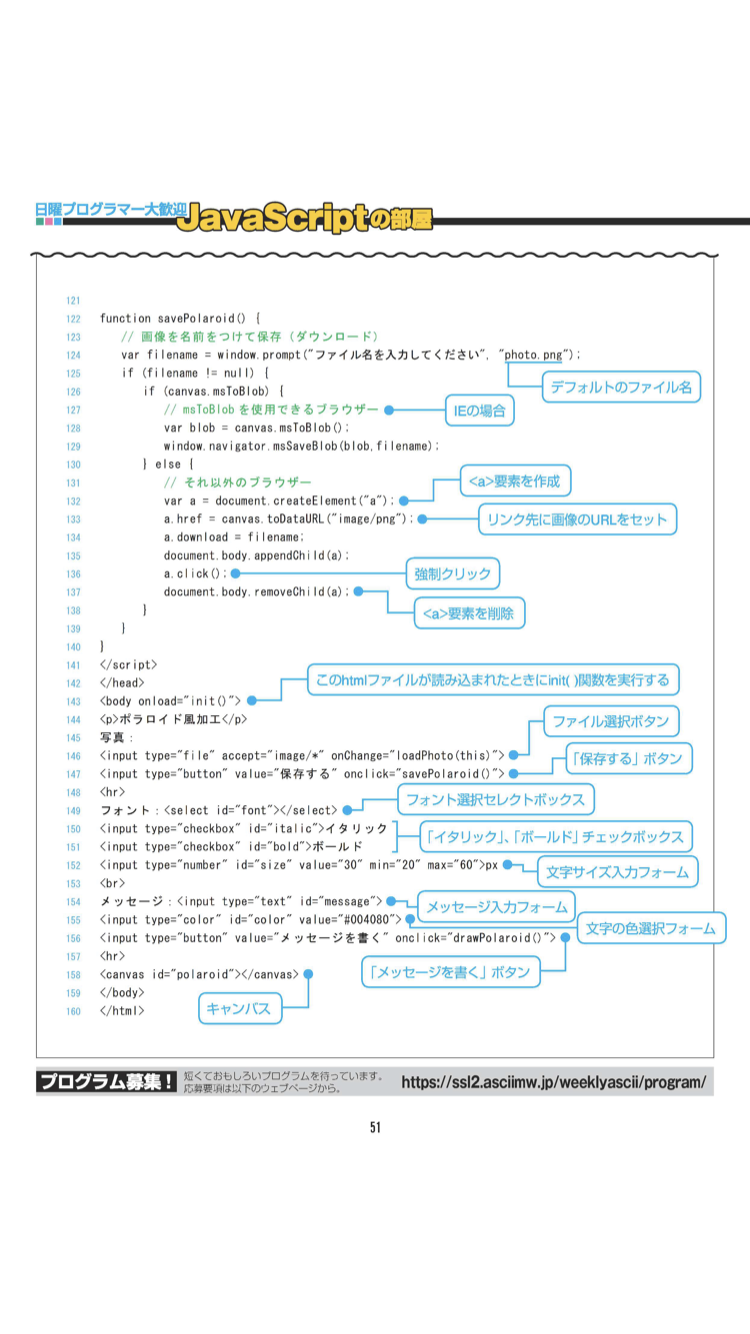 日曜プログラマー大歓迎
JavaScriptの部屋
121
122 function savePolaroid() {
123 // 画像を名前をつけて保存（ダウンロード）
124 var filename = window.prompt("ファイル名を入力してください", "photo.png");
デフォルトのファイル名
125 if (filename != null) {
126 if (canvas.msToBlob) {
127 // msToBlob を使用できるブラウザー
IEの場合
128 var blob = canvas.msToBlob();
129 window.navigator.msSaveBlob(blob,filename);
130 } else {
131 // それ以外のブラウザー
<a>要素を作成
132 var a = document.createElement("a");
133 a.href = canvas.toDataURL("image/png");
リンク先に画像のURLをセット
134 a.download = filename;
135 document.body.appendChild(a);
136 a.click();
強制クリック
137 document.body.removeChild(a);
<a>要素を削除
138 }
139 }
140 }
141 </script>
142 </head>
このhtmlファイルが読み込まれたときにinit( )関数を実行する
143 <body onload="init()">
144 <p>ポラロイド風加工</p>
ファイル選択ボタン
145 写真：
146 <input type="file" accept="image/*" onChange="loadPhoto(this)">
「保存する」ボタン
147 <input type="button" value="保存する" onclick="savePolaroid()">
148 <hr>
フォント選択セレクトボックス
149 フォント：<select id="font"></select>
150 <input type="checkbox" id="italic">イタリック
「イタリック」、「ボールド」チェックボックス
151 <input type="checkbox" id="bold">ボールド
152 <input type="number" id="size" value="30" min="20" max="60">px
文字サイズ入力フォーム
153 <br>
154 メッセージ：<input type="text" id="message">
メッセージ入力フォーム
155 <input type="color" id="color" value="#004080">
文字の色選択フォーム
156 <input type="button" value="メッセージを書く" onclick="drawPolaroid()">
157 <hr>
「メッセージを書く」ボタン
158 <canvas id="polaroid"></canvas>
159 </body>
キャンバス
160 </html>
プログラム募集！
短くておもしろいプログラムを待っています。
応募要項は以下のウェブページから。
https://ssl2.asciimw.jp/weeklyascii/program/
51